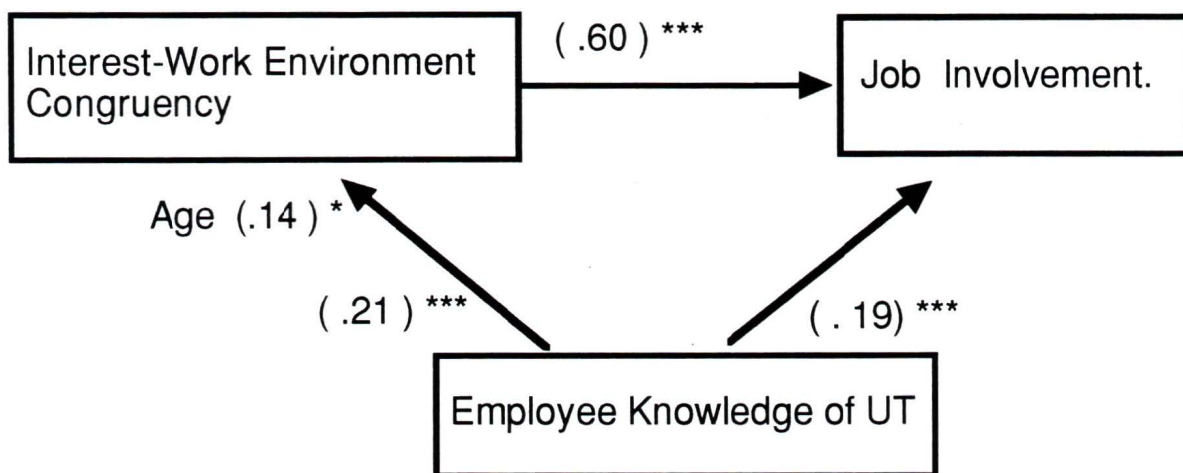 ( .60 ) ***
Interest-Work Environment
Congruency
Job Involvement.
Age (.14 ) *
( .21 ) ***
( . 19) ***
Employee Knowledge of UT